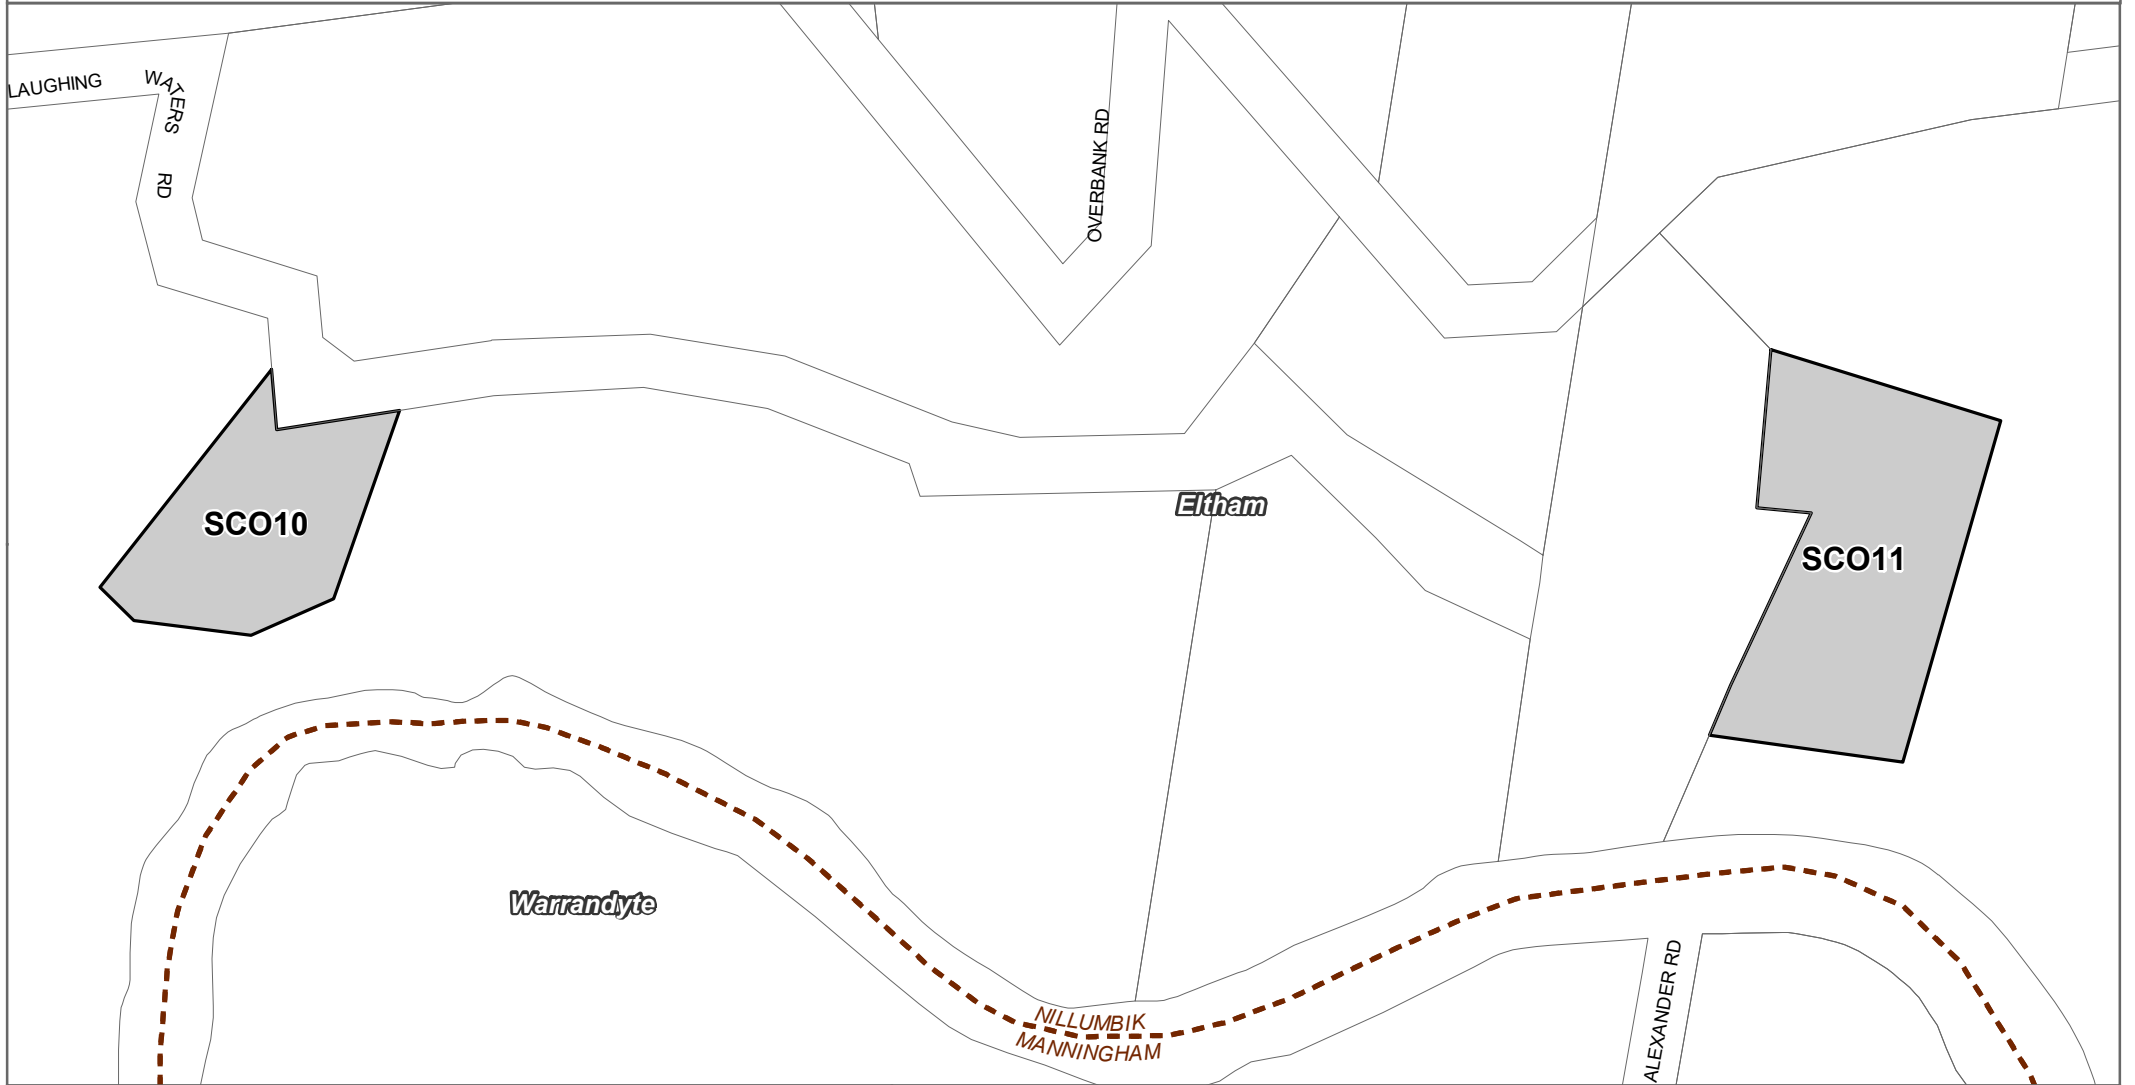 LAUGHING WATERS RD
OVERBANK RD
SCO10
Eltham
SCO11
Warrandyte
NILLUMBIK
MANNINGHAM
ALEXANDER RD